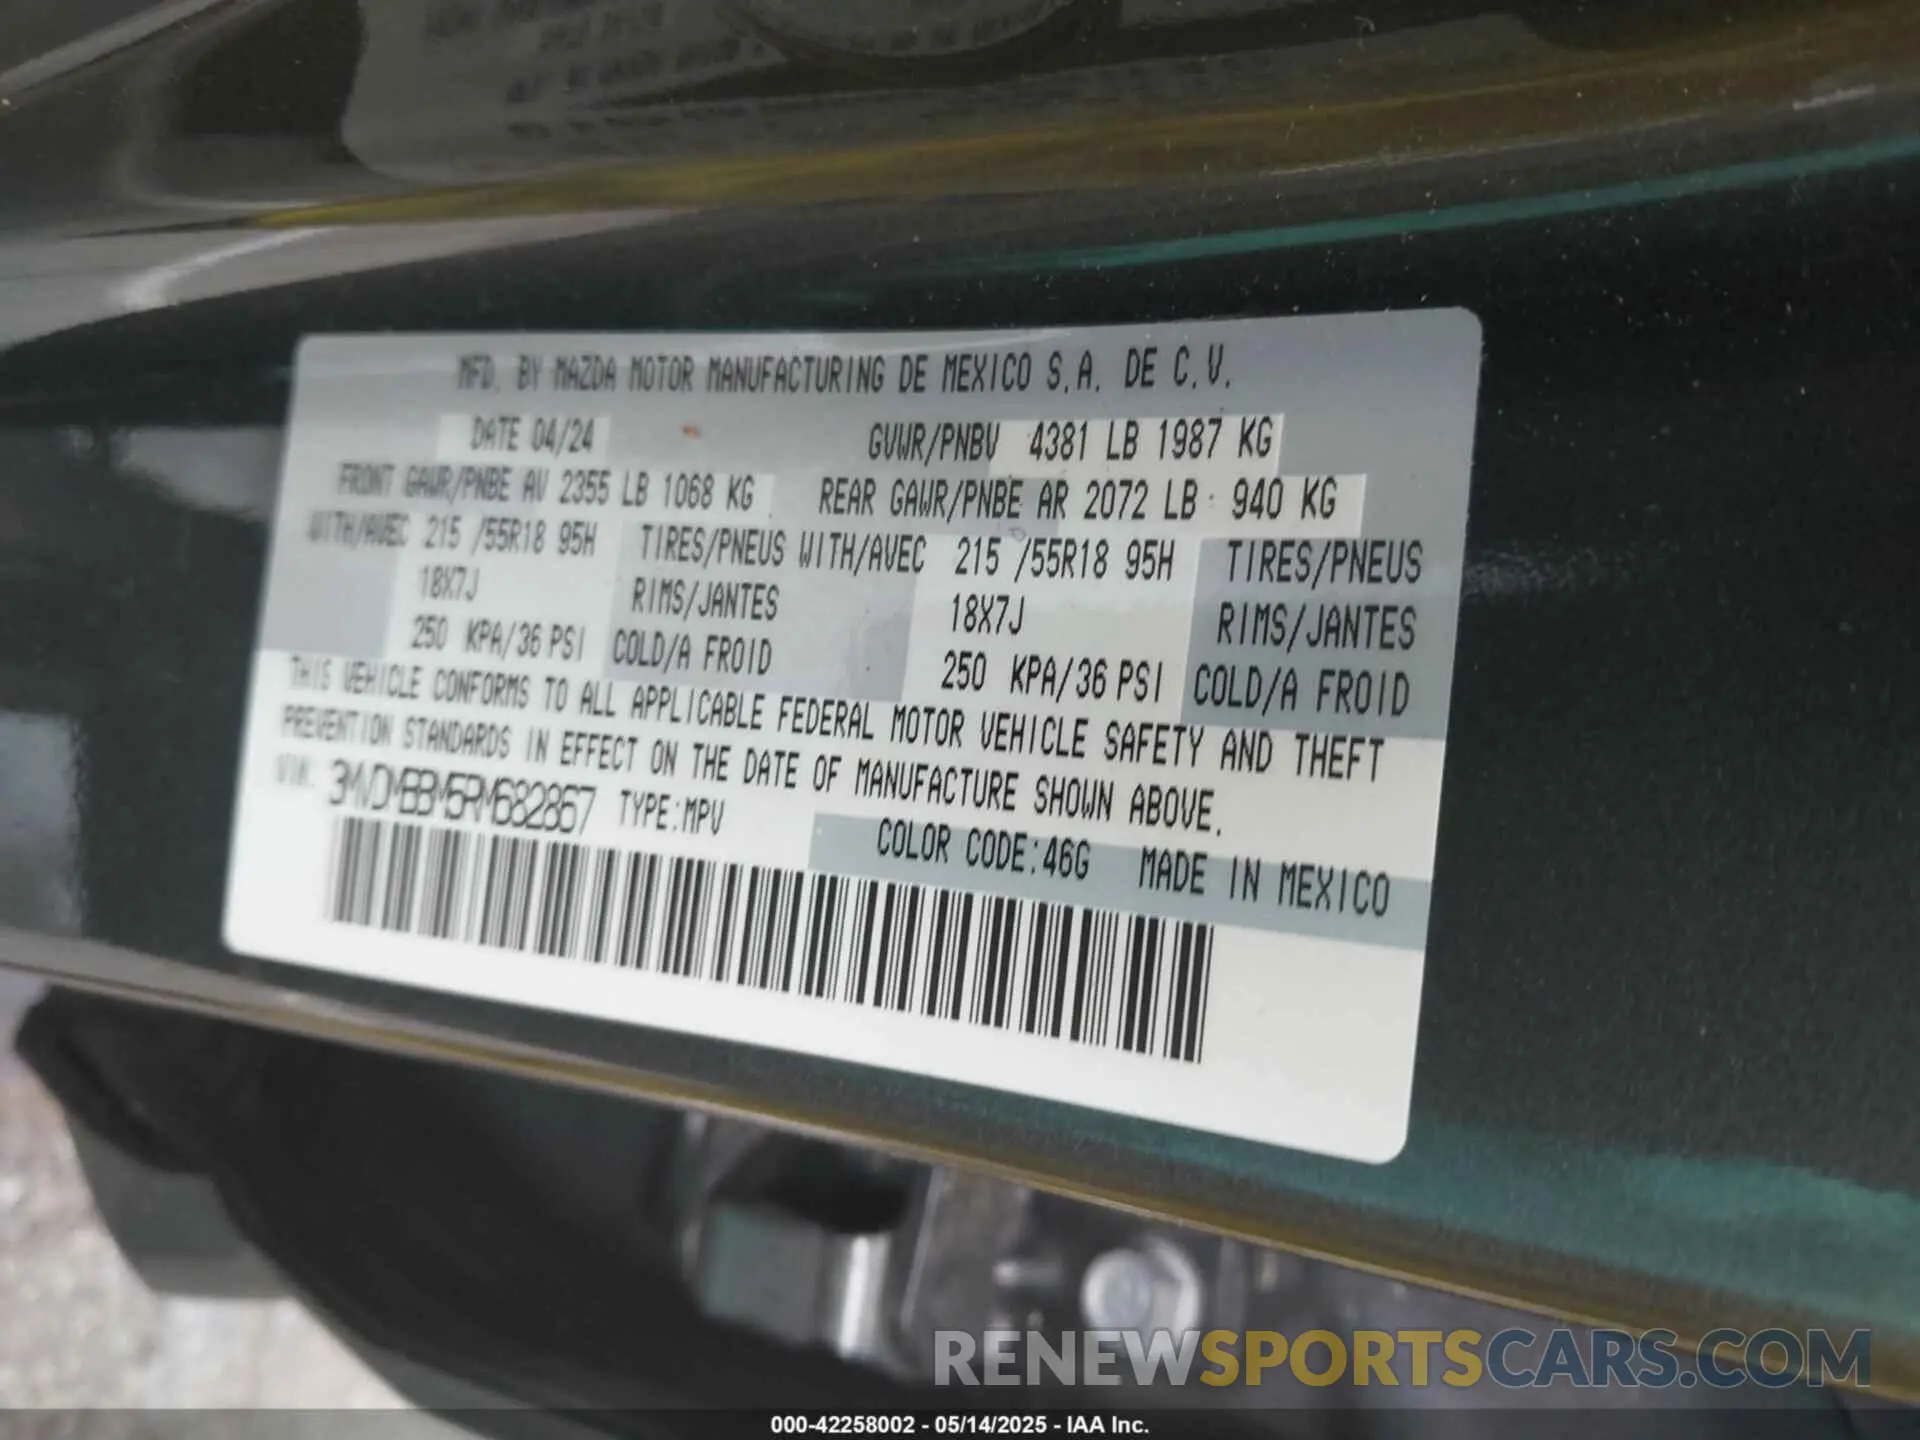 MFD. BY MAZDA MOTOR MANUFACTURING DE MEXICO S.A. DE C.V.
DATE 04/24 GVWR/PNBV 4381 LB 1987 KG
FRONT GAWR/PNBE AV 2355 LB 1068 KG REAR GAWR/PNBE AR 2072 LB 940 KG
WITH/AVEC 215 /55R18 95H TIRES/PNEUS WITH/AVEC 215 /55R18 95H TIRES/PNEUS
18X7J RIMS/JANTES 18X7J RIMS/JANTES
250 KPA/36 PSI COLD/A FROID 250 KPA/36 PSI COLD/A FROID
THIS VEHICLE CONFORMS TO ALL APPLICABLE FEDERAL MOTOR VEHICLE SAFETY AND THEFT
PREVENTION STANDARDS IN EFFECT ON THE DATE OF MANUFACTURE SHOWN ABOVE.
VIN: 3MVDMBBM5RM682867 TYPE:MPV COLOR CODE:46G MADE IN MEXICO
RENEWSPORTSCARS.COM
000-42258002 - 05/14/2025 - IAA Inc.